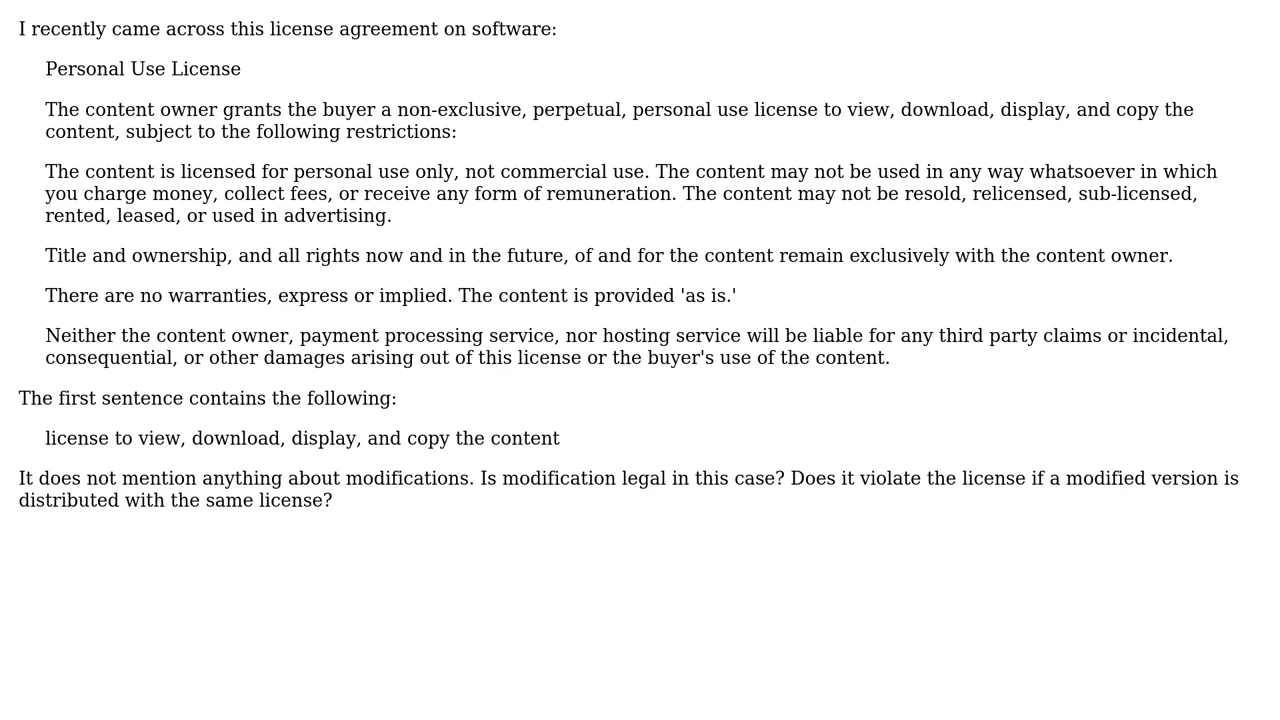 I recently came across this license agreement on software:
Personal Use License
The content owner grants the buyer a non-exclusive, perpetual, personal use license to view, download, display, and copy the
content, subject to the following restrictions:
The content is licensed for personal use only, not commercial use. The content may not be used in any way whatsoever in which
you charge money, collect fees, or receive any form of remuneration. The content may not be resold, relicensed, sub-licensed,
rented, leased, or used in advertising.
Title and ownership, and all rights now and in the future, of and for the content remain exclusively with the content owner.
There are no warranties, express or implied. The content is provided 'as is.'
Neither the content owner, payment processing service, nor hosting service will be liable for any third party claims or incidental,
consequential, or other damages arising out of this license or the buyer's use of the content.
The first sentence contains the following:
license to view, download, display, and copy the content
It does not mention anything about modifications. Is modification legal in this case? Does it violate the license if a modified version is
distributed with the same license?